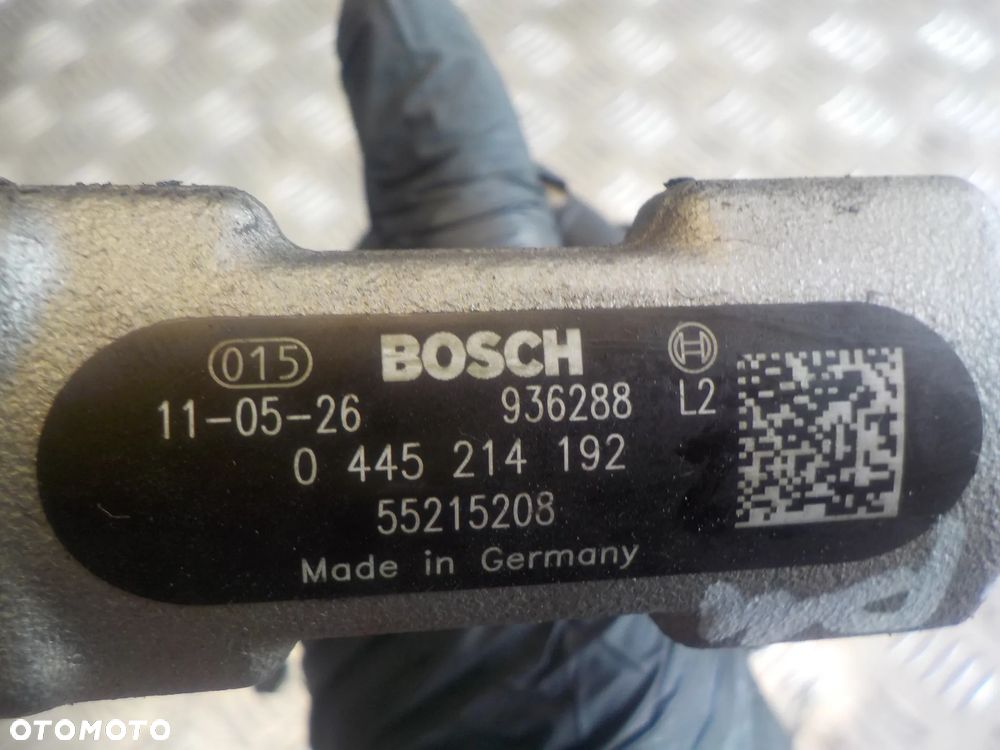 015 BOSCH
11-05-26 936288 L2
0 445 214 192
55215208
Made in Germany
OTOMOTO